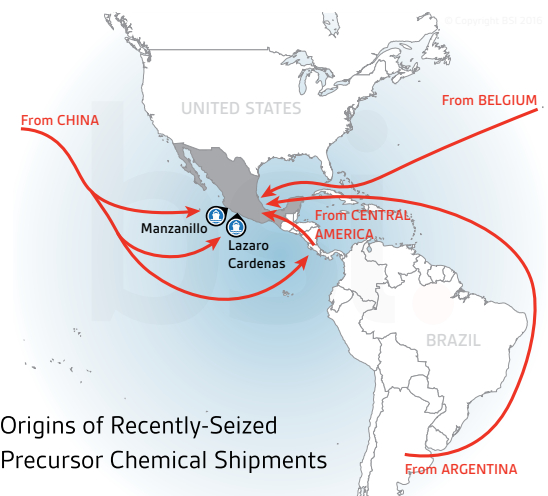 © Copyright BSI 2016
UNITED STATES
From BELGIUM
From CHINA
From CENTRAL
AMERICA
Manzanillo
Lazaro
Cardenas
bsi.
BRAZIL
Origins of Recently-Seized
Precursor Chemical Shipments
From ARGENTINA